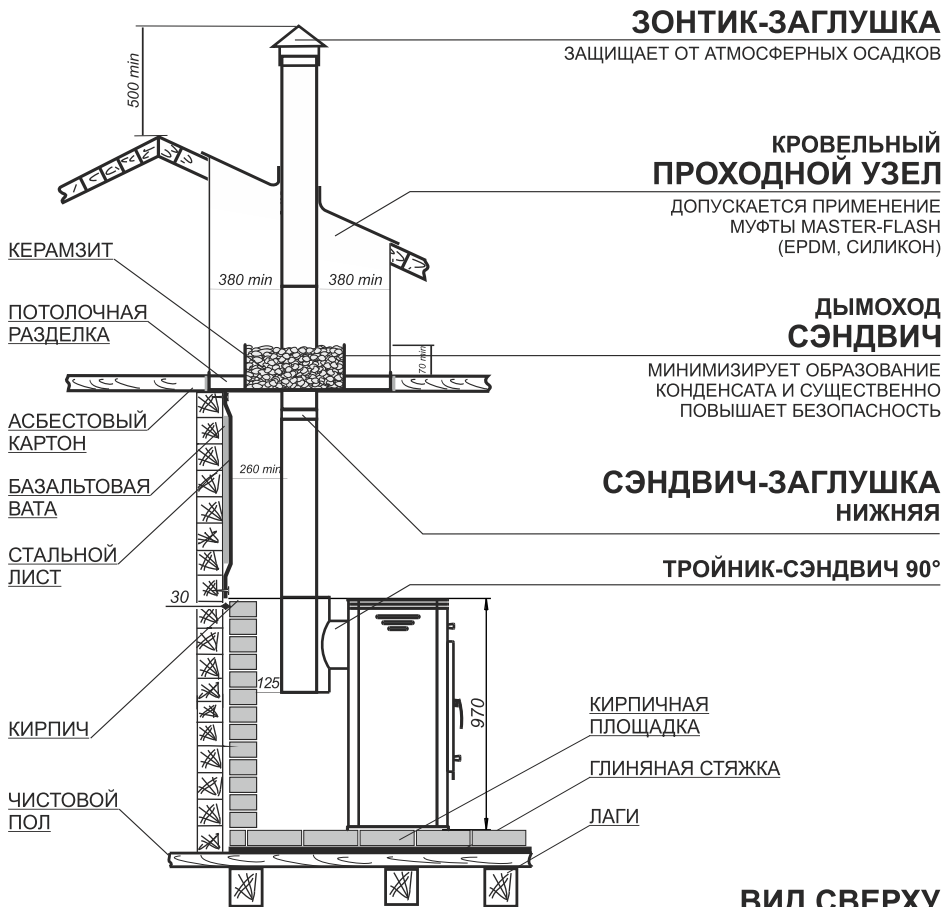 ЗОНТИК-ЗАГЛУШКА
ЗАЩИЩАЕТ ОТ АТМОСФЕРНЫХ ОСАДКОВ
500 min
КРОВЕЛЬНЫЙ
ПРОХОДНОЙ УЗЕЛ
ДОПУСКАЕТСЯ ПРИМЕНЕНИЕ
МУФТЫ MASTER-FLASH
(EPDM, СИЛИКОН)
КЕРАМЗИТ
380 min
380 min
ПОТОЛОЧНАЯ
РАЗДЕЛКА
ДЫМОХОД
СЭНДВИЧ
70 min
МИНИМИЗИРУЕТ ОБРАЗОВАНИЕ
КОНДЕНСАТА И СУЩЕСТВЕННО
ПОВЫШАЕТ БЕЗОПАСНОСТЬ
АСБЕСТОВЫЙ
КАРТОН
260 min
БАЗАЛЬТОВАЯ
ВАТА
СЭНДВИЧ-ЗАГЛУШКА
НИЖНЯЯ
СТАЛЬНОЙ
ЛИСТ
ТРОЙНИК-СЭНДВИЧ 90°
30
125
970
КИРПИЧ
КИРПИЧНАЯ
ПЛОЩАДКА
ГЛИНЯНАЯ СТЯЖКА
ЧИСТОВОЙ
ПОЛ
ЛАГИ
ВИД СВЕРХУ